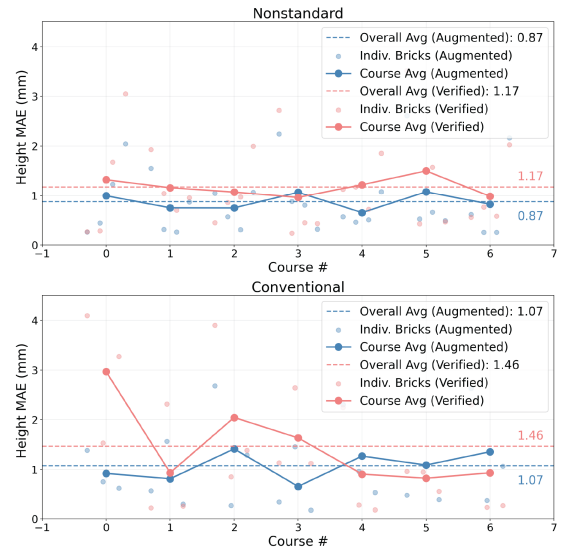 Nonstandard
Height MAE (mm)
4
3
2
1
0
Overall Avg (Augmented): 0.87
Indiv. Bricks (Augmented)
Course Avg (Augmented)
Overall Avg (Verified): 1.17
Indiv. Bricks (Verified)
Course Avg (Verified)
1.17
0.87
−1 0 1 2 3 4 5 6 7
Course #
Conventional
Height MAE (mm)
4
3
2
1
0
Overall Avg (Augmented): 1.07
Indiv. Bricks (Augmented)
Course Avg (Augmented)
Overall Avg (Verified): 1.46
Indiv. Bricks (Verified)
Course Avg (Verified)
1.46
1.07
−1 0 1 2 3 4 5 6 7
Course #